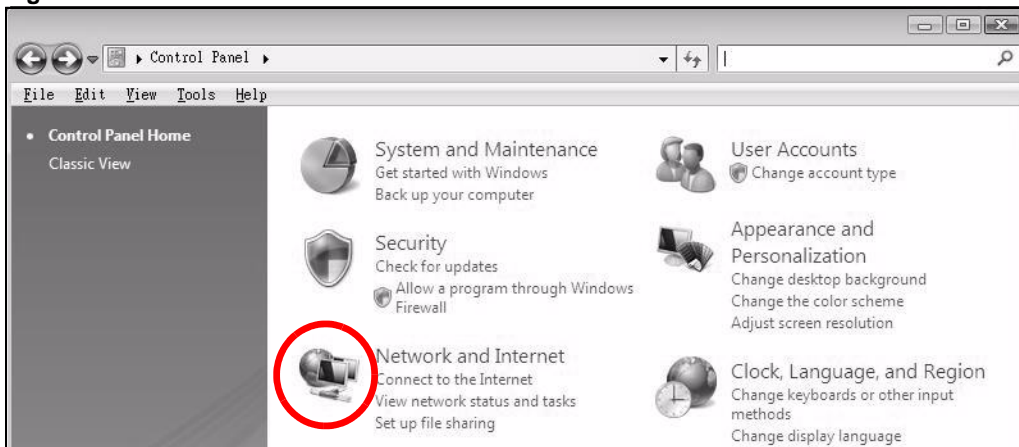 Control Panel
File Edit View Tools Help
Control Panel Home
Classic View
System and Maintenance
Get started with Windows
Back up your computer
Security
Check for updates
Allow a program through Windows
Firewall
Network and Internet
Connect to the Internet
View network status and tasks
Set up file sharing
User Accounts
Change account type
Appearance and
Personalization
Change desktop background
Change the color scheme
Adjust screen resolution
Clock, Language, and Region
Change keyboards or other input
methods
Change display language